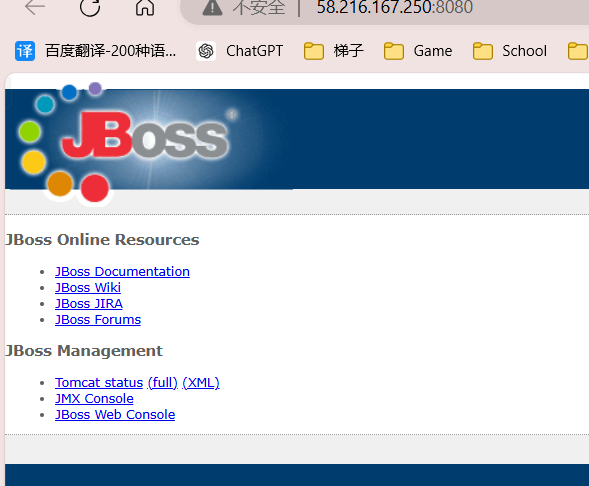 不安全 | 58.216.167.250:8080
译 百度翻译-200种语... ChatGPT 梯子 Game School
JBoss
JBoss Online Resources
JBoss Documentation
JBoss Wiki
JBoss JIRA
JBoss Forums
JBoss Management
Tomcat status (full) (XML)
JMX Console
JBoss Web Console